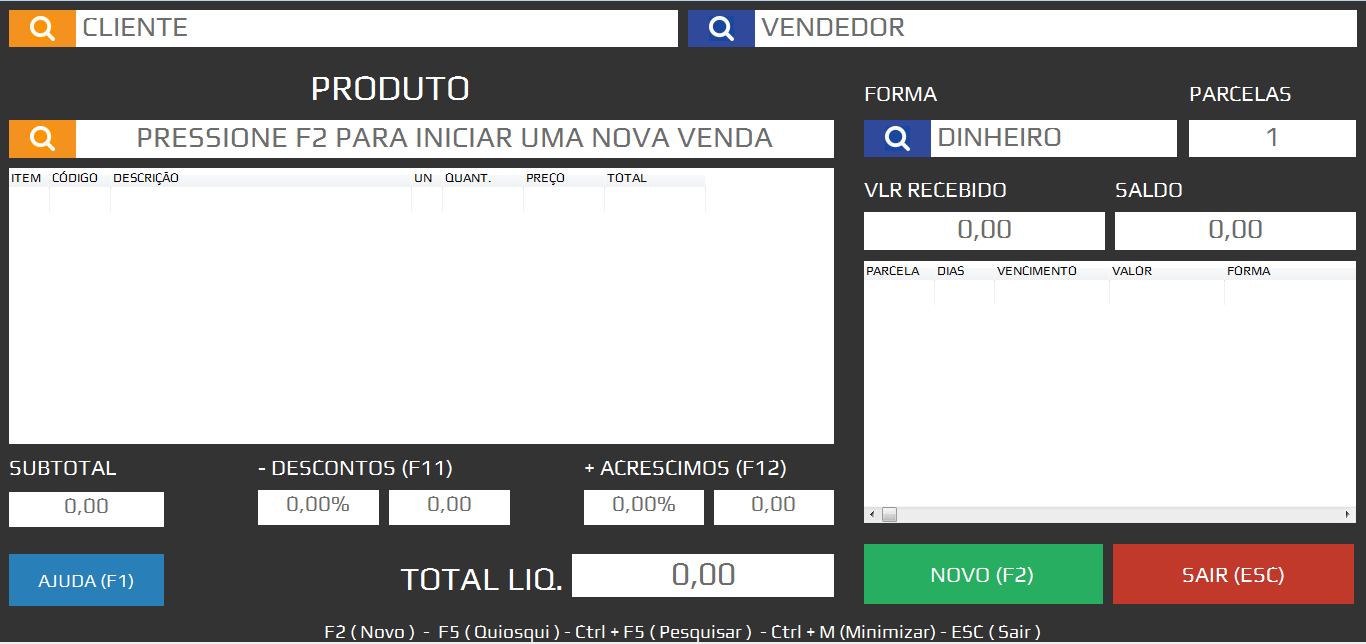 CLIENTE
VENDEDOR
PRODUTO
FORMA
PARCELAS
PRESSIONE F2 PARA INICIAR UMA NOVA VENDA
DINHEIRO
1
ITEM CÓDIGO DESCRIÇÃO UN QUANT. PREÇO TOTAL
VLR RECEBIDO
SALDO
0,00
0,00
PARCELA DIAS VENCIMENTO VALOR FORMA
SUBTOTAL
- DESCONTOS (F11)
+ ACRESCIMOS (F12)
0,00
0,00%
0,00
0,00%
0,00
AJUDA (F1)
TOTAL LIQ.
0,00
NOVO (F2)
SAIR (ESC)
F2 ( Novo ) - F5 ( Quiosqui ) - Ctrl + F5 ( Pesquisar ) - Ctrl + M (Minimizar) - ESC ( Sair )